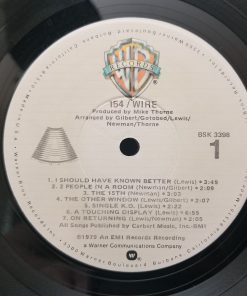 RECORDS
154 / WIRE
Produced by Mike Thorne
Arranged by Gilbert/Gotobed/Lewis/
Newman/Thorne
BSK 3398
1
1. I SHOULD HAVE KNOWN BETTER (Lewis) • 3:49
2. 2 PEOPLE IN A ROOM (Newman/Gilbert) • 2:09
3. THE 15TH (Newman) • 3:03
4. THE OTHER WINDOW (Gilbert/Lewis)
5. SINGLE K.O. (Lewis) • 2:22
6. A TOUCHING DISPLAY (Lewis) • 6:55
7. ON RETURNING (Newman/Gilbert) • 2:05
All Songs Published by Carbert Music, Inc.-BMI
©1979 An EMI Records Recording
a Warner Communications Company